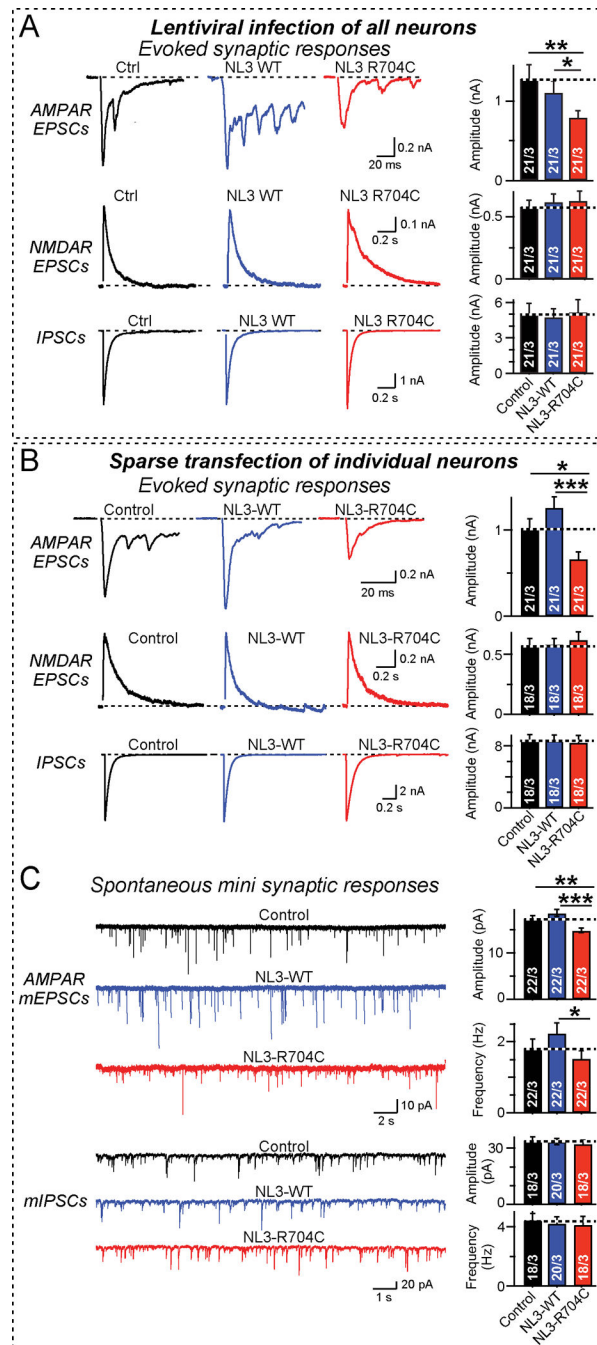 A
Lentiviral infection of all neurons
Evoked synaptic responses
Ctrl NL3 WT NL3 R704C
AMPAR
EPSCs
0.2 nA
20 ms
** 
*
Amplitude (nA)
1
0
21/3 21/3 21/3
Ctrl NL3 WT NL3 R704C
NMDAR
EPSCs
0.1 nA
0.2 s
Amplitude (nA)
0.5
0
21/3 21/3 21/3
Ctrl NL3 WT NL3 R704C
IPSCs
1 nA
0.2 s
Amplitude (nA)
6
3
0
21/3 21/3 21/3
Control NL3-WT NL3-R704C
B
Sparse transfection of individual neurons
Evoked synaptic responses
Control NL3-WT NL3-R704C
AMPAR
EPSCs
0.2 nA
20 ms
*
***
Amplitude (nA)
1
0
21/3 21/3 21/3
Control NL3-WT NL3-R704C
NMDAR
EPSCs
0.2 nA
0.2 s
Amplitude (nA)
0.5
0
18/3 18/3 18/3
Control NL3-WT NL3-R704C
IPSCs
2 nA
0.2 s
Amplitude (nA)
8
0
18/3 18/3 18/3
Control NL3-WT NL3-R704C
C
Spontaneous mini synaptic responses
Control
AMPAR
mEPSCs
NL3-WT
NL3-R704C
10 pA
2 s
**
***
Amplitude (pA)
15
0
22/3 22/3 22/3
*
Frequency (Hz)
2
0
22/3 22/3 22/3
Control
mIPSCs
NL3-WT
NL3-R704C
20 pA
1 s
Amplitude
(pA)
30
0
18/3 20/3 18/3
Frequency
(Hz)
4
0
18/3 20/3 18/3
Control NL3-WT NL3-R704C